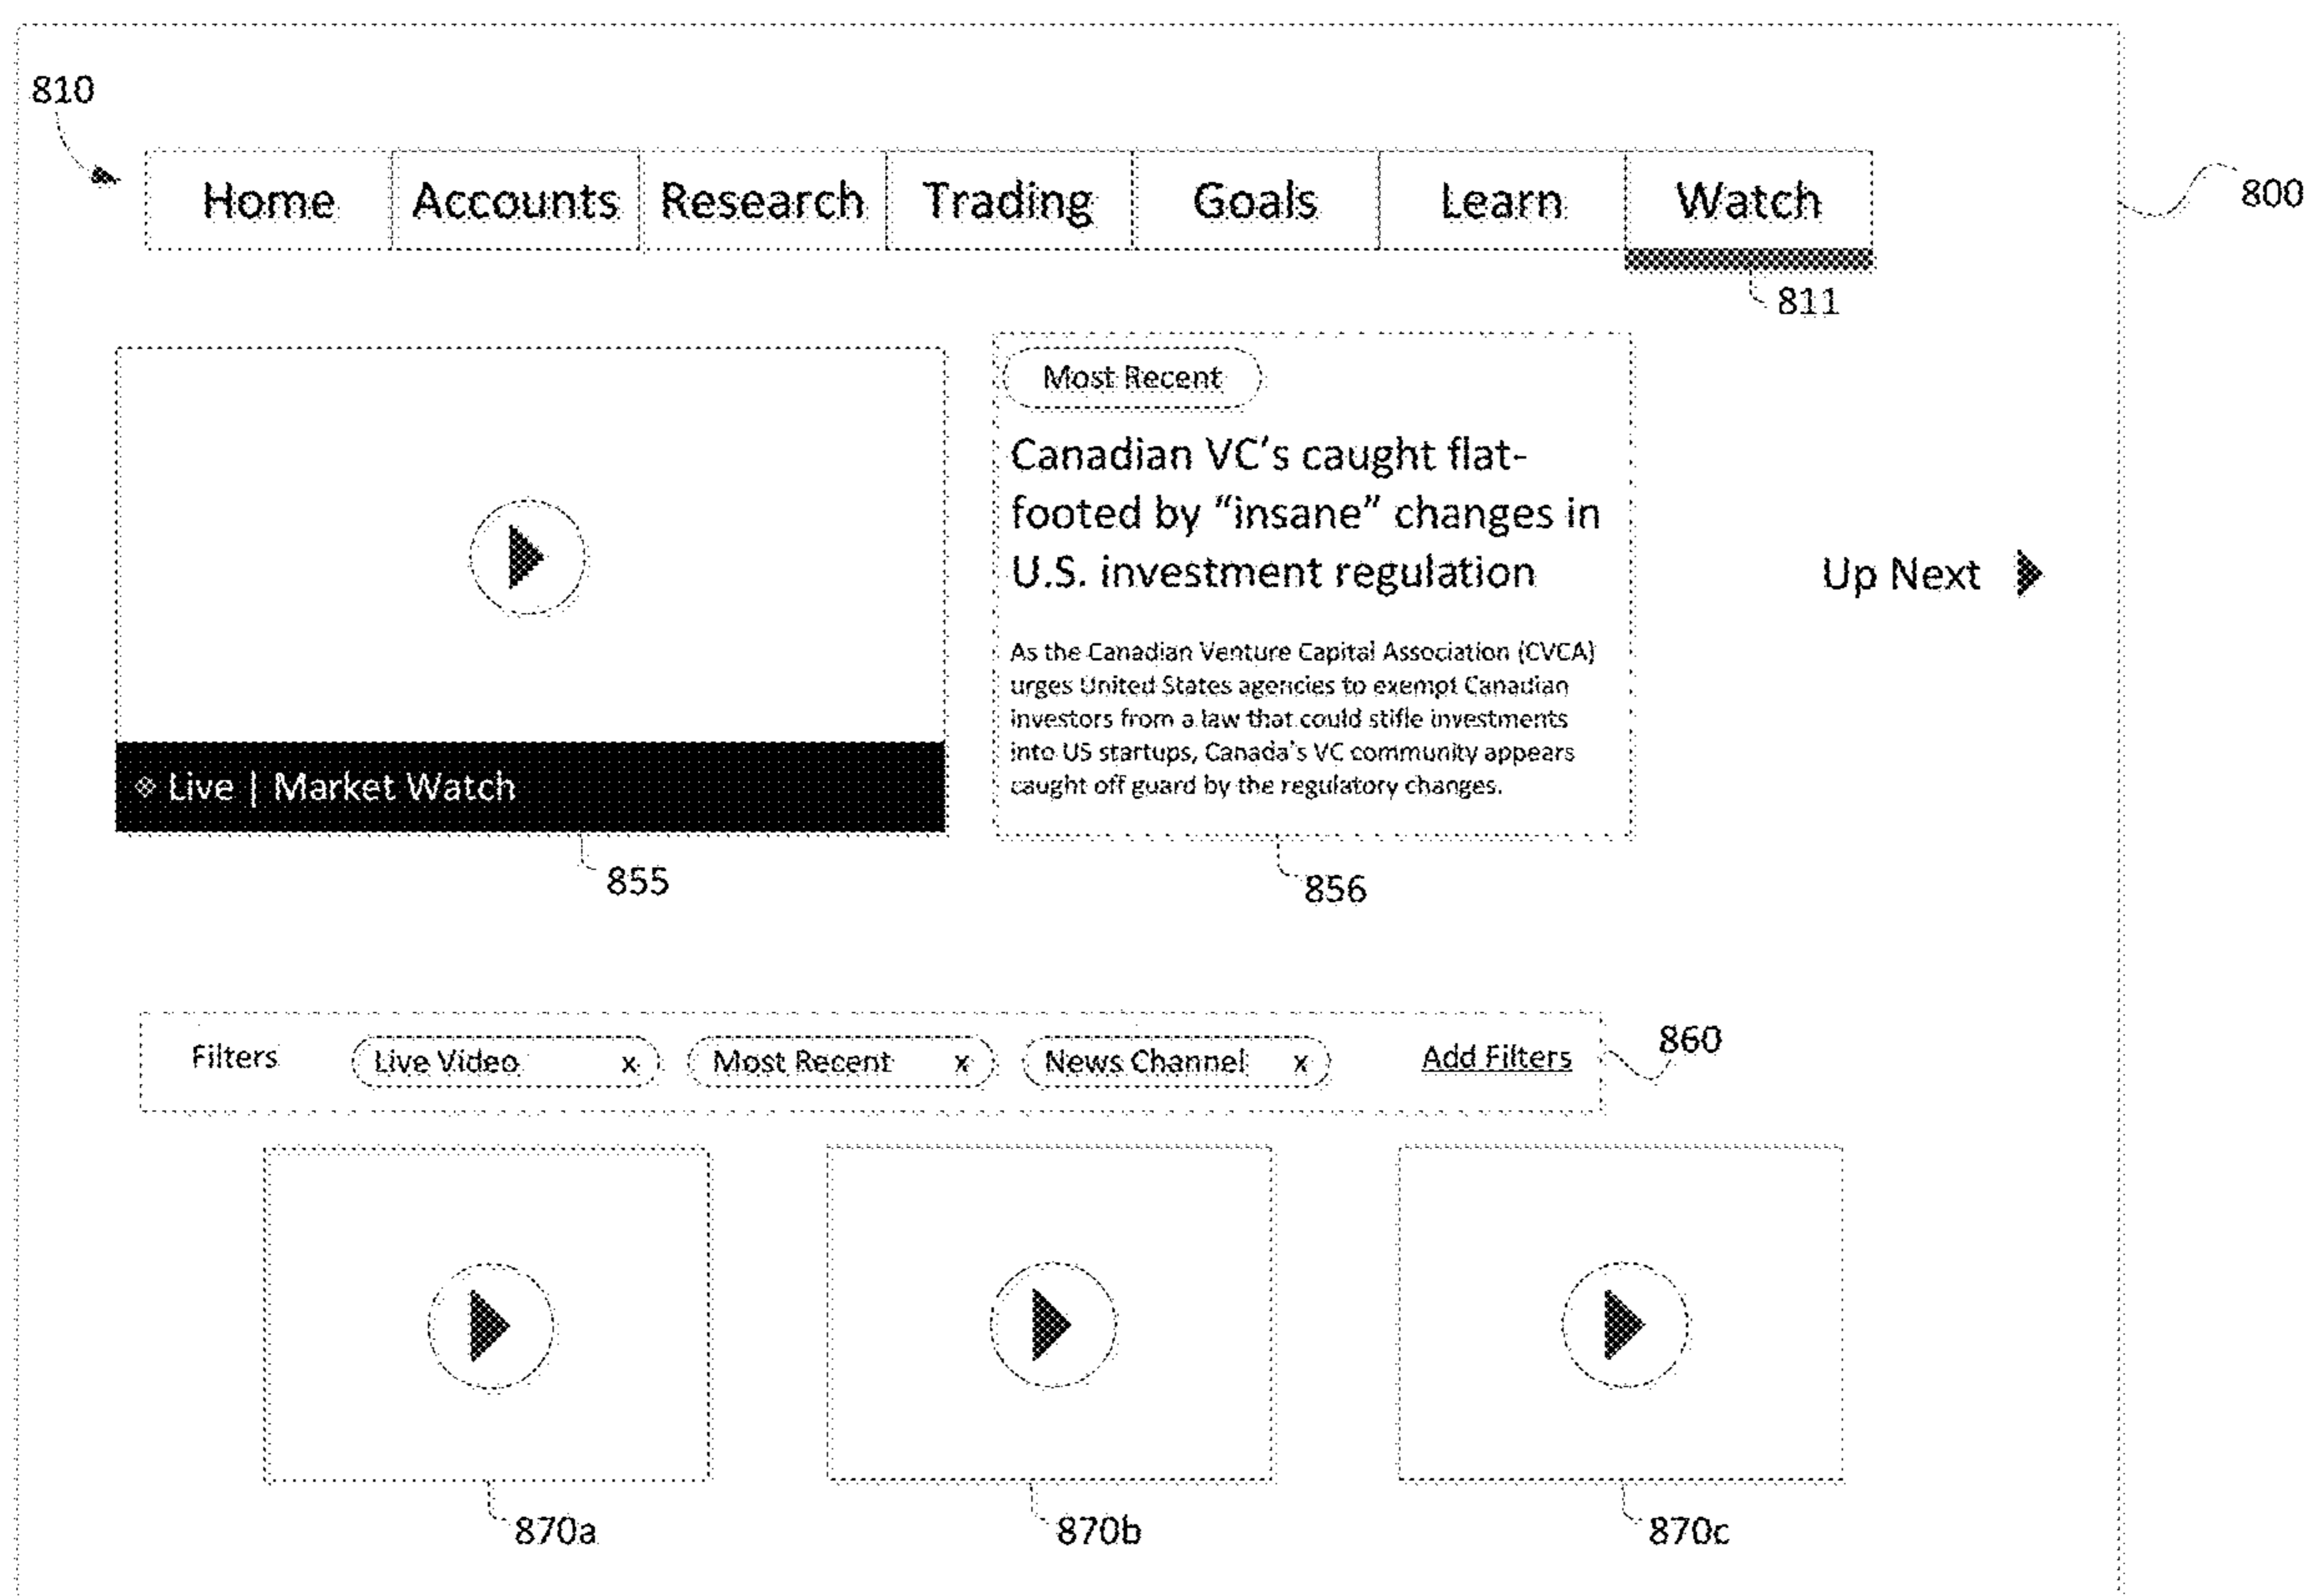 810
Home Accounts Research Trading Goals Learn Watch
800
811
Most Recent
Canadian VC’s caught flat-
footed by “insane” changes in
U.S. investment regulation
Up Next
As the Canadian Venture Capital Association (CVCA)
urges United States agencies to exempt Canadian
investors from a law that could stifle investments
into US startups, Canada’s VC community appears
caught off guard by the regulatory changes.
Live | Market Watch
855
856
Filters Live Video x Most Recent x News Channel x Add Filters
860
870a
870b
870c